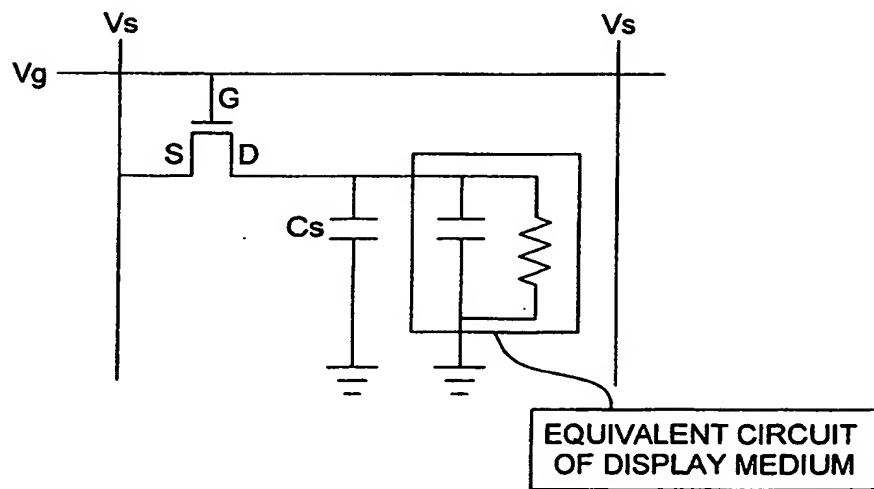 Vs
Vs
Vg
G
S
D
Cs
EQUIVALENT CIRCUIT
OF DISPLAY MEDIUM